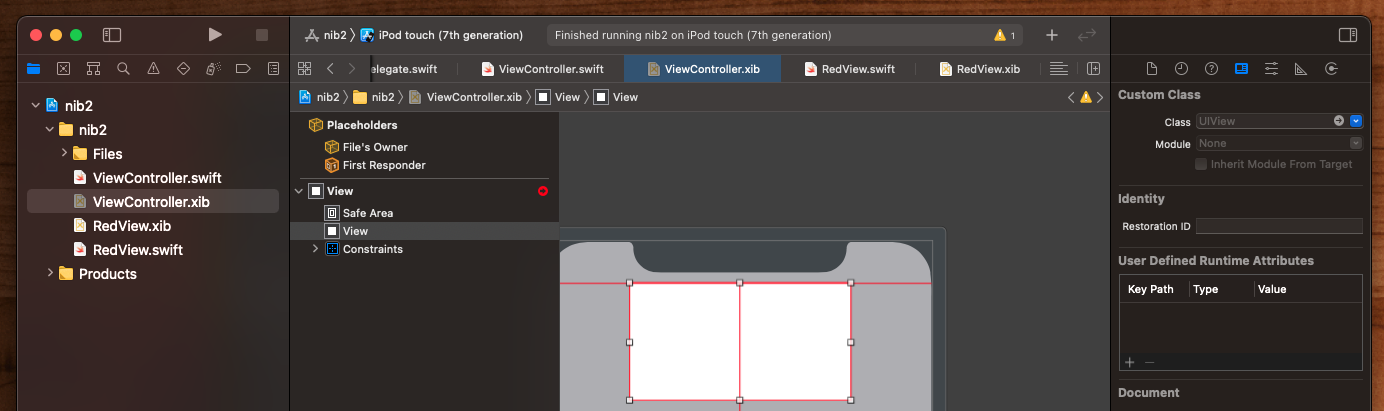 nib2 〉 iPod touch (7th generation)
Finished running nib2 on iPod touch (7th generation)
1
elegate.swift
ViewController.swift
ViewController.xib
RedView.swift
RedView.xib
nib2 〉 nib2 〉 ViewController.xib 〉 View 〉 View
nib2
nib2
Files
ViewController.swift
ViewController.xib
RedView.xib
RedView.swift
Products
Placeholders
File's Owner
First Responder
View
Safe Area
View
Constraints
Custom Class
Class UIView
Module None
Inherit Module From Target
Identity
Restoration ID
User Defined Runtime Attributes
Key Path Type Value
Document